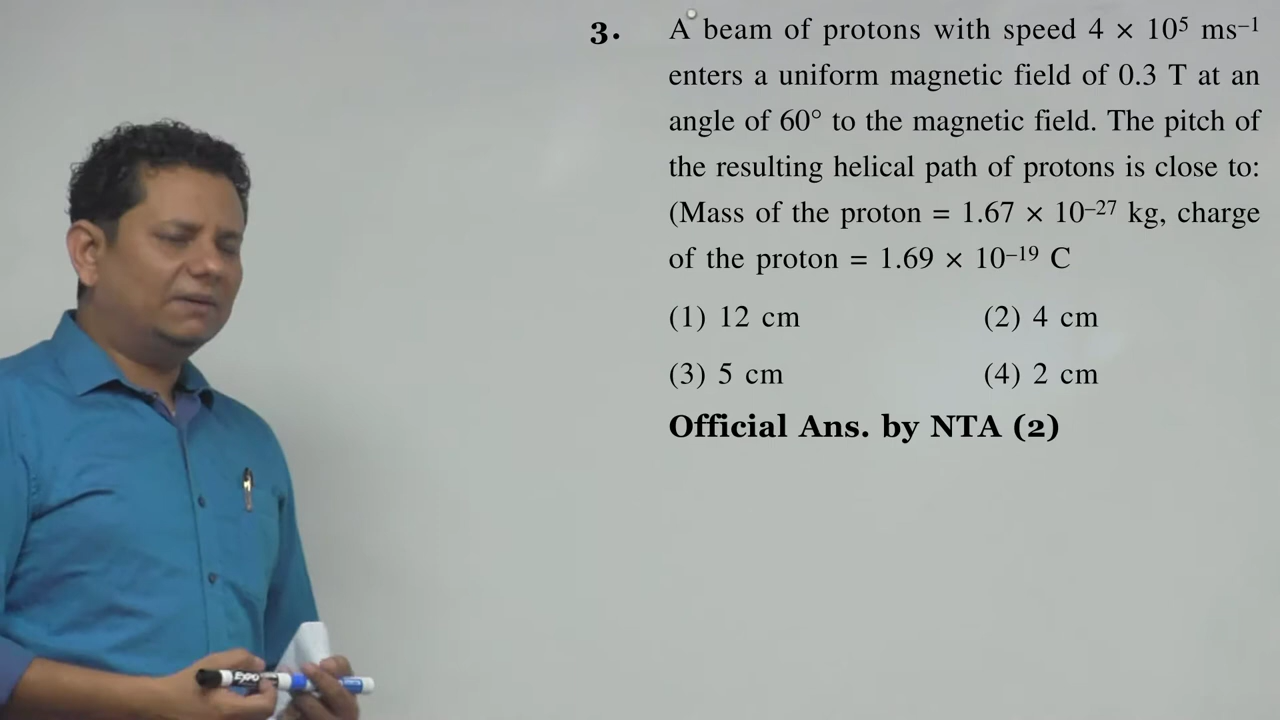 3. A beam of protons with speed 4 × 10⁵ ms⁻¹
enters a uniform magnetic field of 0.3 T at an
angle of 60° to the magnetic field. The pitch of
the resulting helical path of protons is close to:
(Mass of the proton = 1.67 × 10⁻²⁷ kg, charge
of the proton = 1.69 × 10⁻¹⁹ C
(1) 12 cm (2) 4 cm
(3) 5 cm (4) 2 cm
Official Ans. by NTA (2)
EXPO